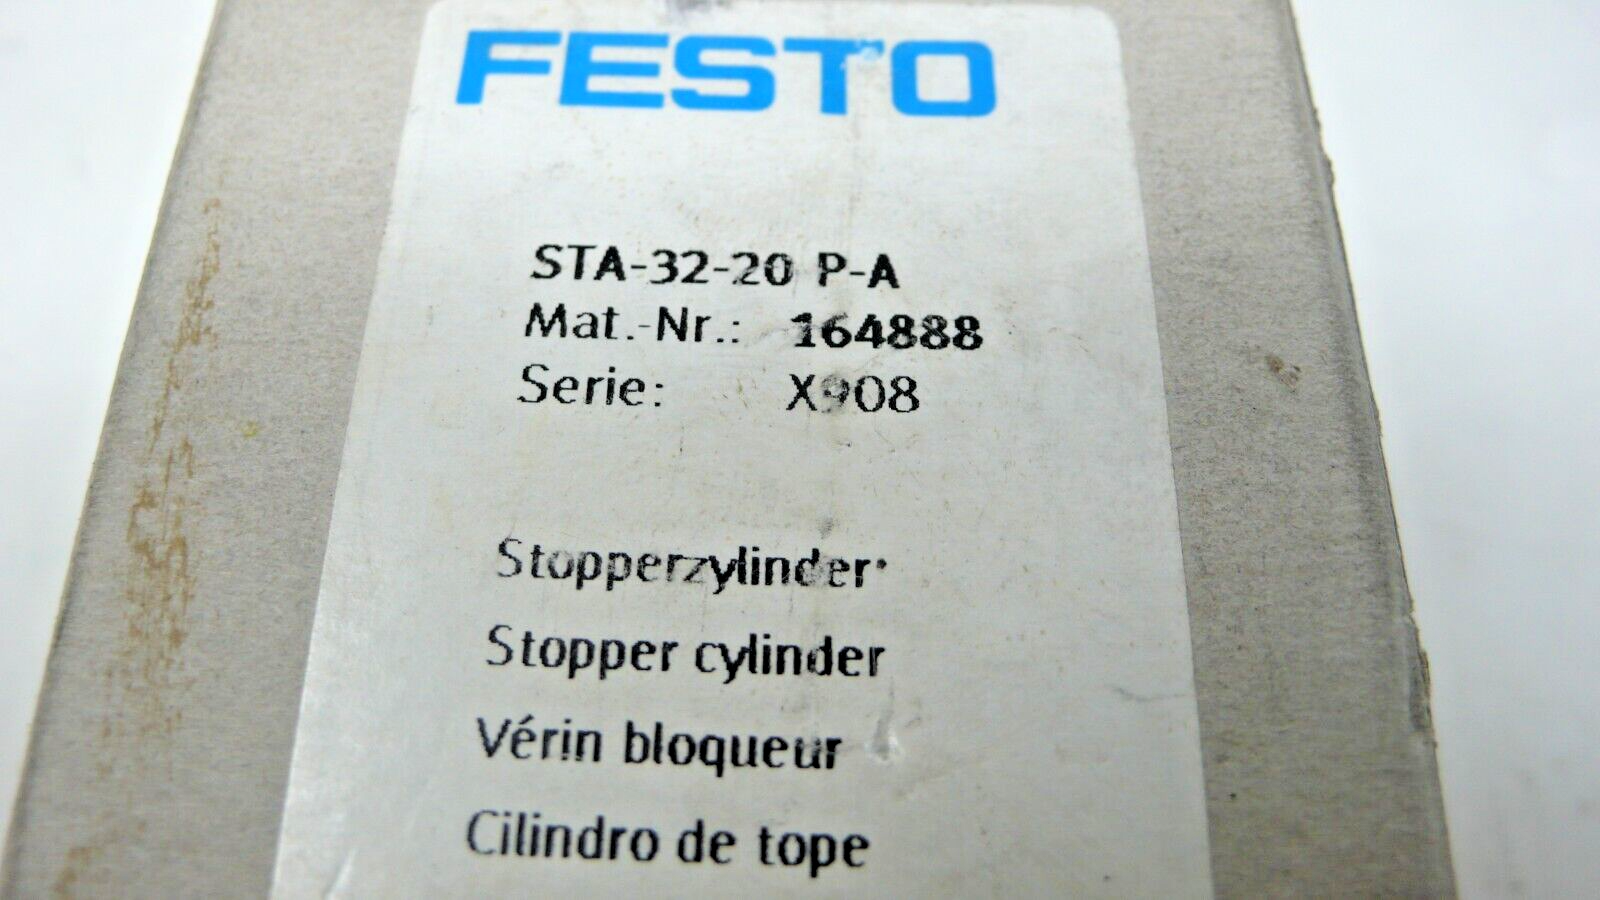 FESTO
STA-32-20 P-A
Mat.-Nr.: 164888
Serie: X908
Stopperzylinder
Stopper cylinder
Vérin bloqueur
Cilindro de tope